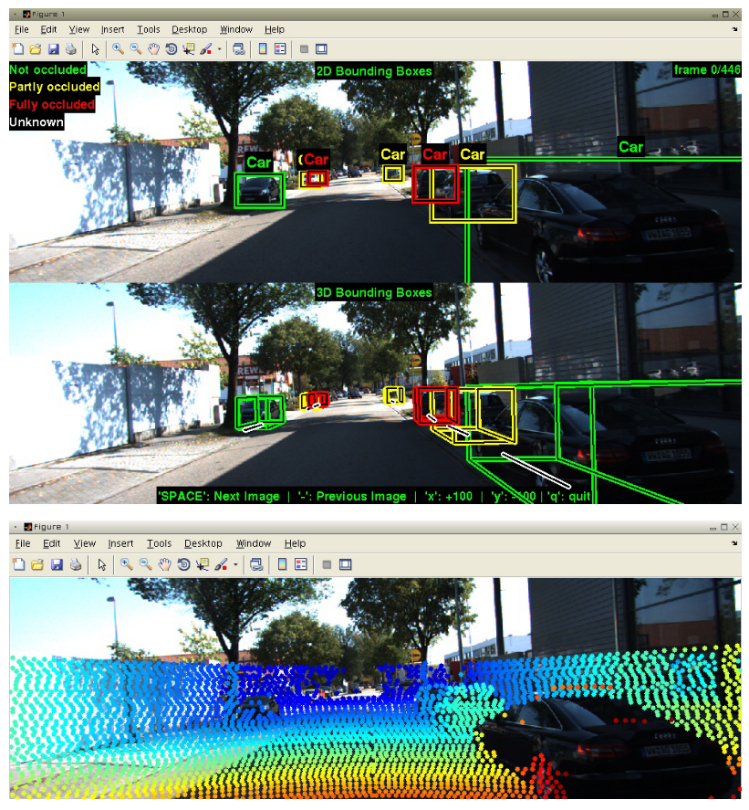 Figure 1
File Edit View Insert Tools Desktop Window Help
Not occluded
Partly occluded
Fully occluded
Unknown
2D Bounding Boxes
frame 0/446
Car
Car
Car
Car
Car
Car
3D Bounding Boxes
'SPACE': Next Image | '-': Previous Image | 'x': +100 | 'y': -100 | 'q': quit
Figure 1
File Edit View Insert Tools Desktop Window Help